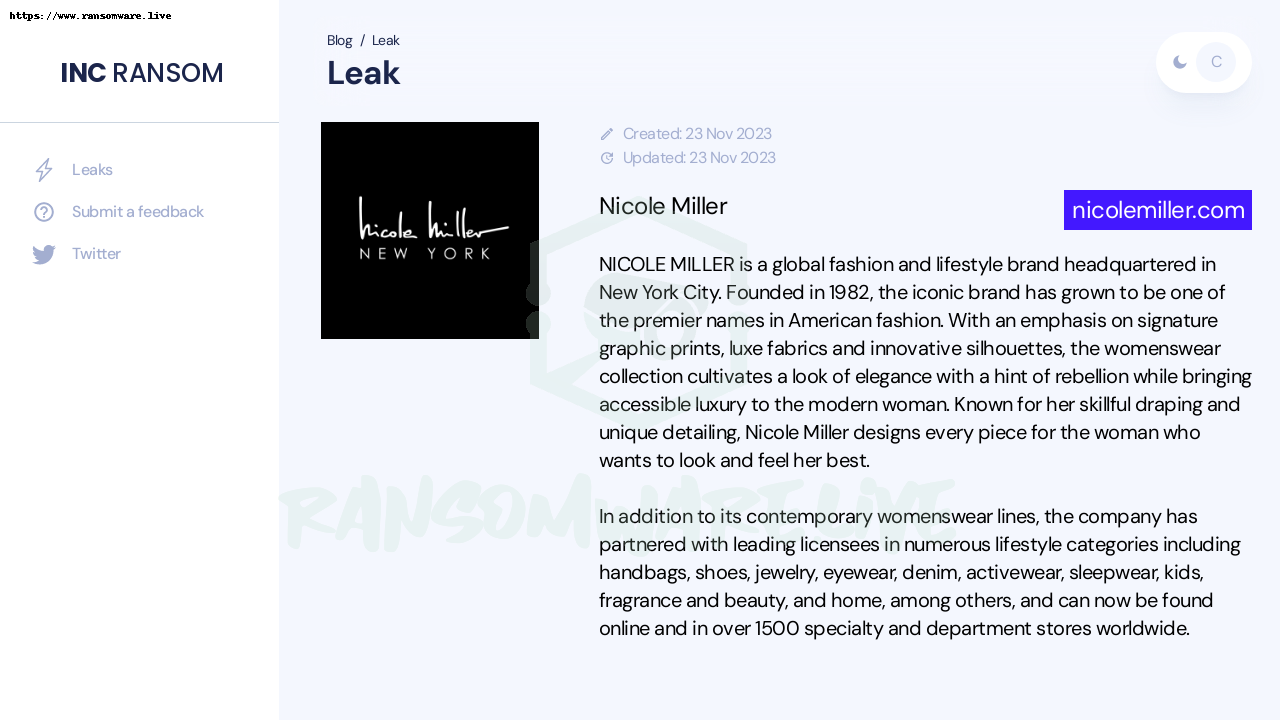 https://www.ransomware.live
INC RANSOM
Leaks
Submit a feedback
Twitter
Blog / Leak
Leak
C
nicole miller
NEW YORK
Created: 23 Nov 2023
Updated: 23 Nov 2023
Nicole Miller
nicolemiller.com
NICOLE MILLER is a global fashion and lifestyle brand headquartered in
New York City. Founded in 1982, the iconic brand has grown to be one of
the premier names in American fashion. With an emphasis on signature
graphic prints, luxe fabrics and innovative silhouettes, the womenswear
collection cultivates a look of elegance with a hint of rebellion while bringing
accessible luxury to the modern woman. Known for her skillful draping and
unique detailing, Nicole Miller designs every piece for the woman who
wants to look and feel her best.
RANSOMWARE.LIVE
In addition to its contemporary womenswear lines, the company has
partnered with leading licensees in numerous lifestyle categories including
handbags, shoes, jewelry, eyewear, denim, activewear, sleepwear, kids,
fragrance and beauty, and home, among others, and can now be found
online and in over 1500 specialty and department stores worldwide.